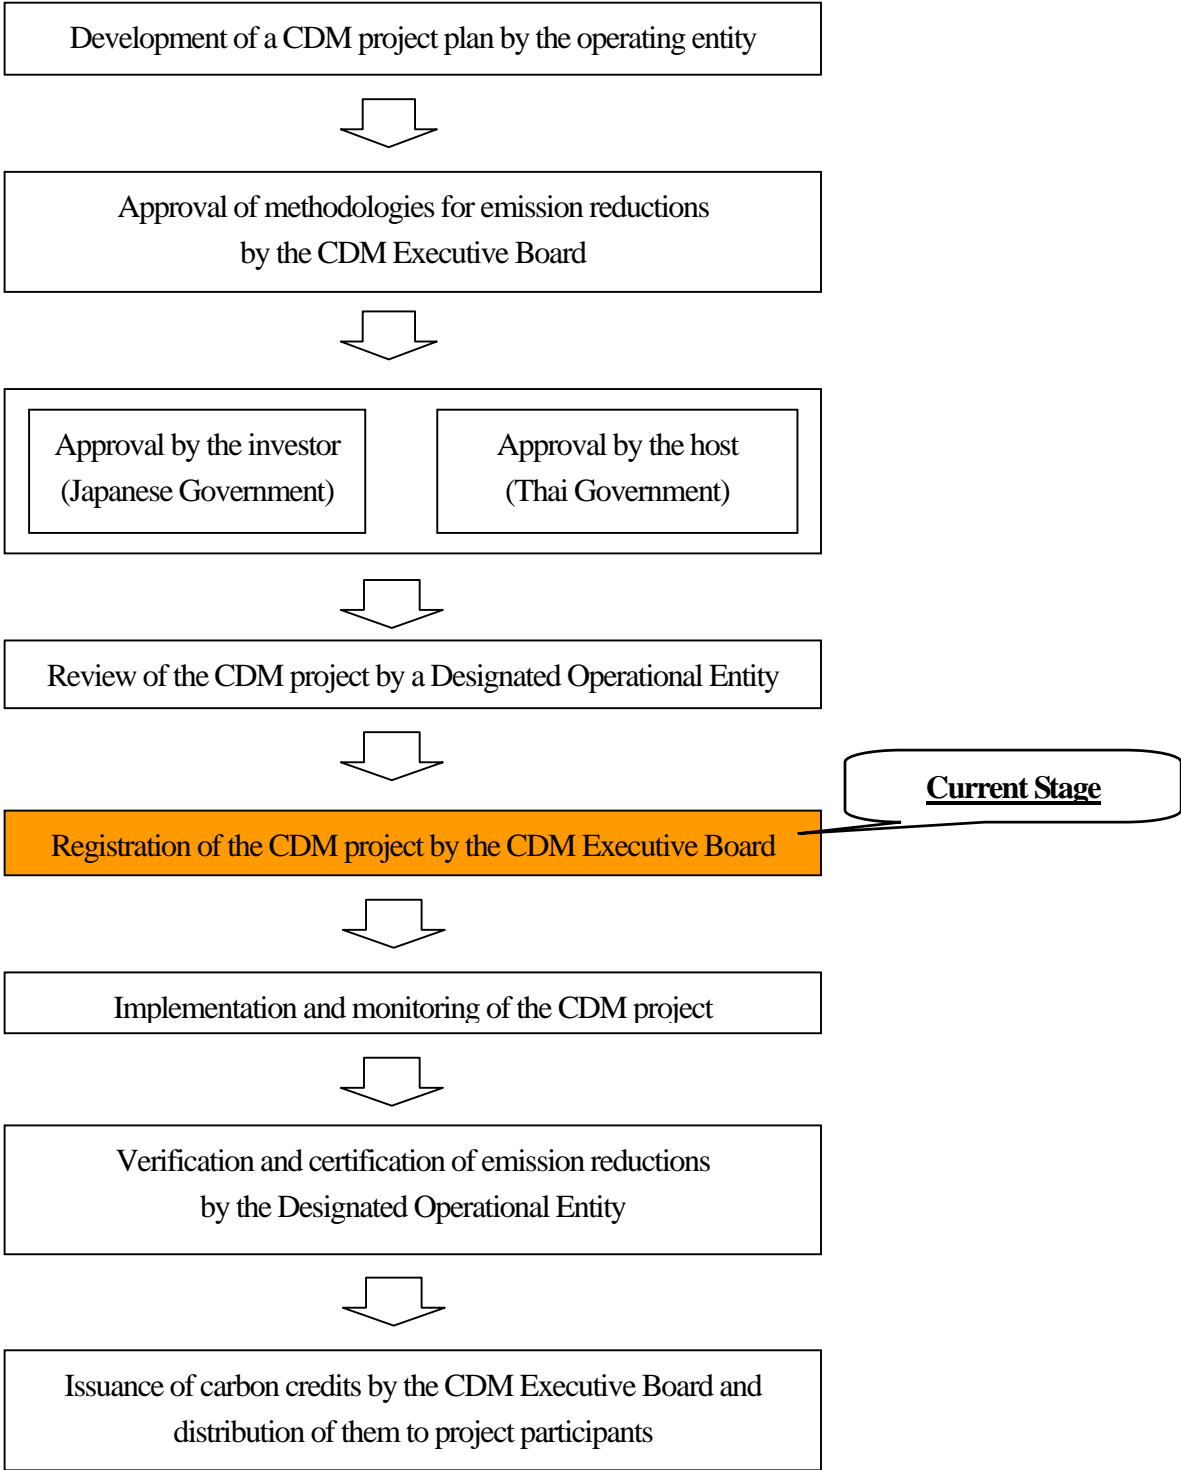 Development of a CDM project plan by the operating entity
Approval of methodologies for emission reductions
by the CDM Executive Board
Approval by the investor
(Japanese Government)
Approval by the host
(Thai Government)
Review of the CDM project by a Designated Operational Entity
Current Stage
Registration of the CDM project by the CDM Executive Board
Implementation and monitoring of the CDM project
Verification and certification of emission reductions
by the Designated Operational Entity
Issuance of carbon credits by the CDM Executive Board and
distribution of them to project participants